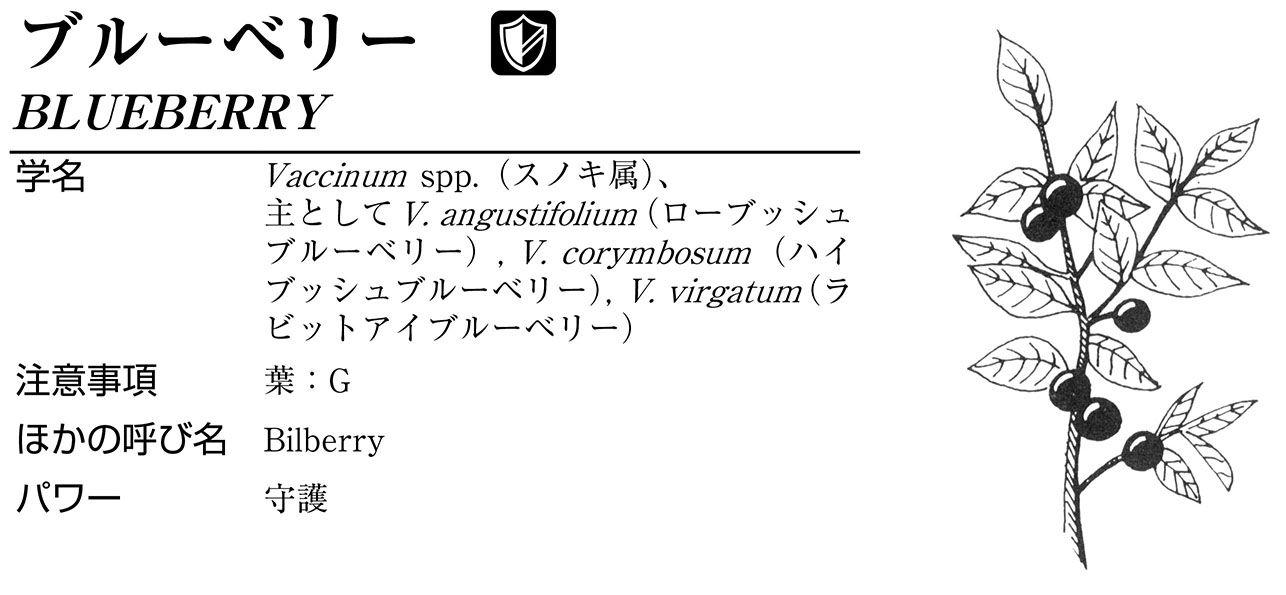 ブルーベリー
BLUEBERRY
学名 Vaccinum spp.（スノキ属）、
主として V. angustifolium（ローブッシュ
ブルーベリー）, V. corymbosum（ハイ
ブッシュブルーベリー）, V. virgatum（ラ
ビットアイブルーベリー）
注意事項 葉：G
ほかの呼び名 Bilberry
パワー 守護